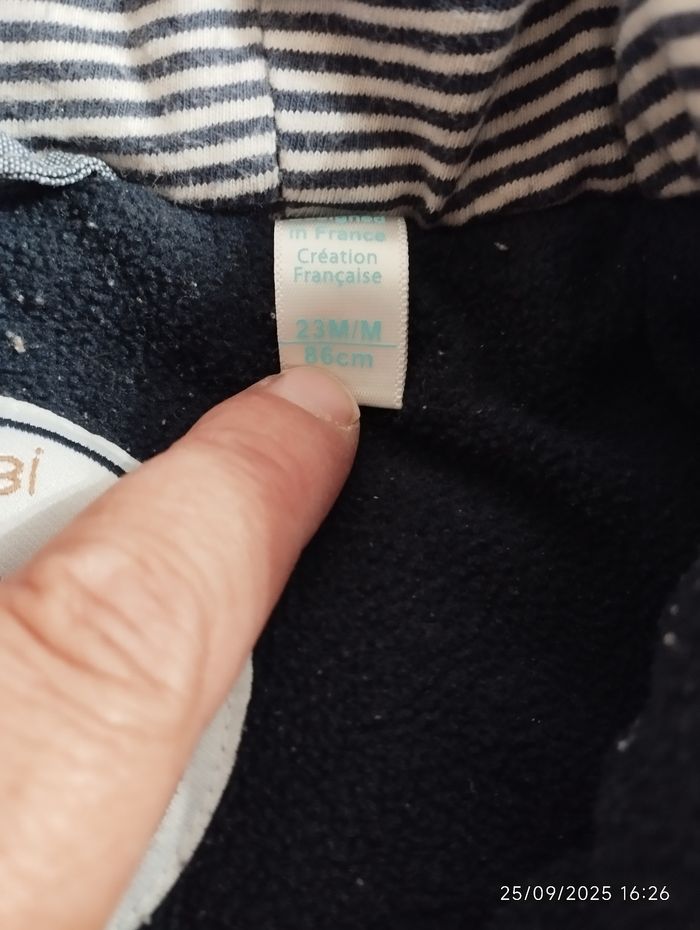 in France
Création
Française
23M/M
86cm
25/09/2025 16:26